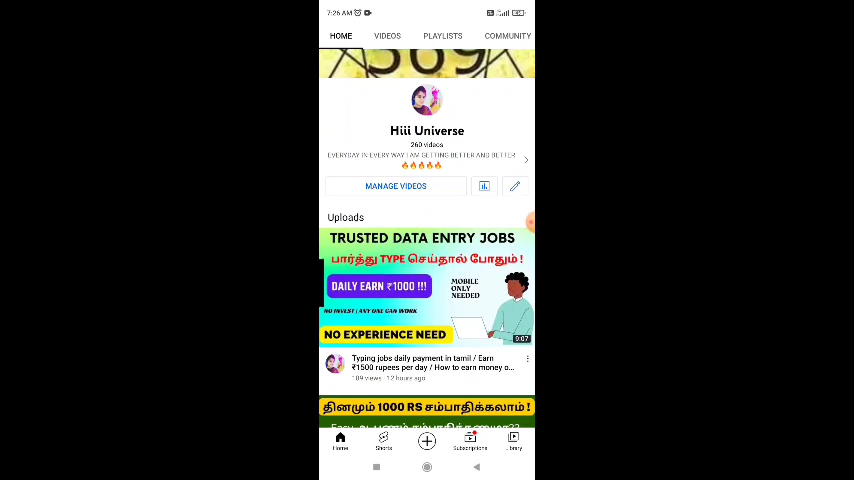 7:26 AM
HOME VIDEOS PLAYLISTS COMMUNITY
369
Hiii Universe
260 videos
EVERYDAY IN EVERY WAY I AM GETTING BETTER AND BETTER
🔥🔥🔥🔥🔥
MANAGE VIDEOS
Uploads
TRUSTED DATA ENTRY JOBS
பார்த்து TYPE செய்தால் போதும் !
DAILY EARN ₹1000 !!!
MOBILE
ONLY
NEEDED
NO INVEST | ANY ONE CAN WORK
NO EXPERIENCE NEED
9:07
Typing jobs daily payment in tamil / Earn
₹1500 rupees per day / How to earn money o...
189 views · 12 hours ago
தினமும் 1000 RS சம்பாதிக்கலாம் !
Home Shorts Subscriptions Library